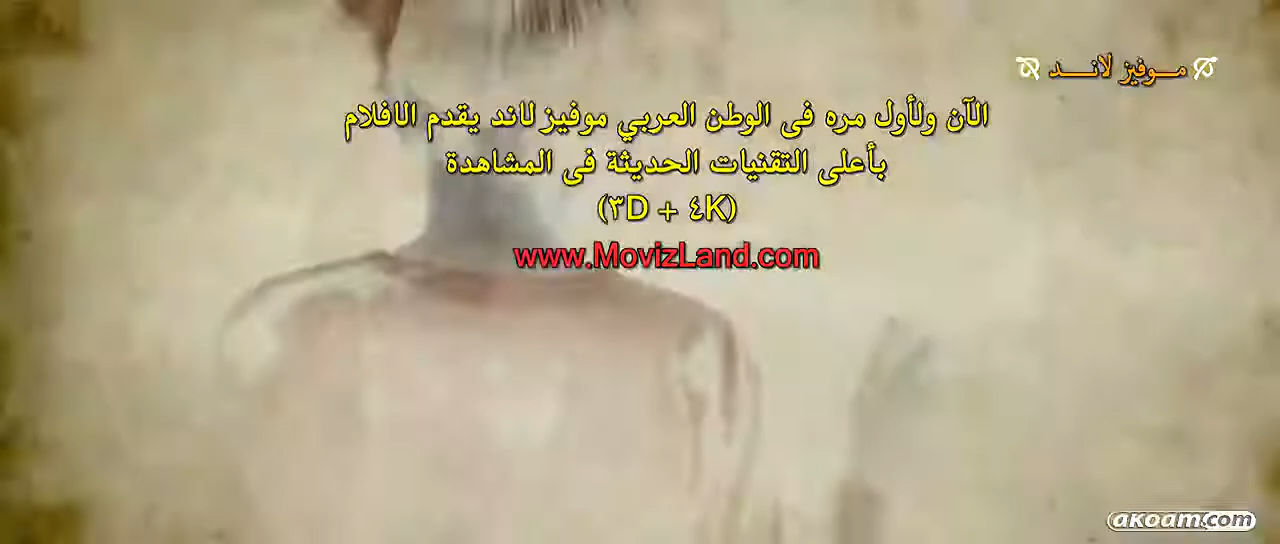 موفيز لاند
الآن ولأول مره فى الوطن العربي موفيز لاند يقدم الافلام
بأعلى التقنيات الحديثة فى المشاهدة
(٣D + ٤K)
www.MovizLand.com
akoam.com